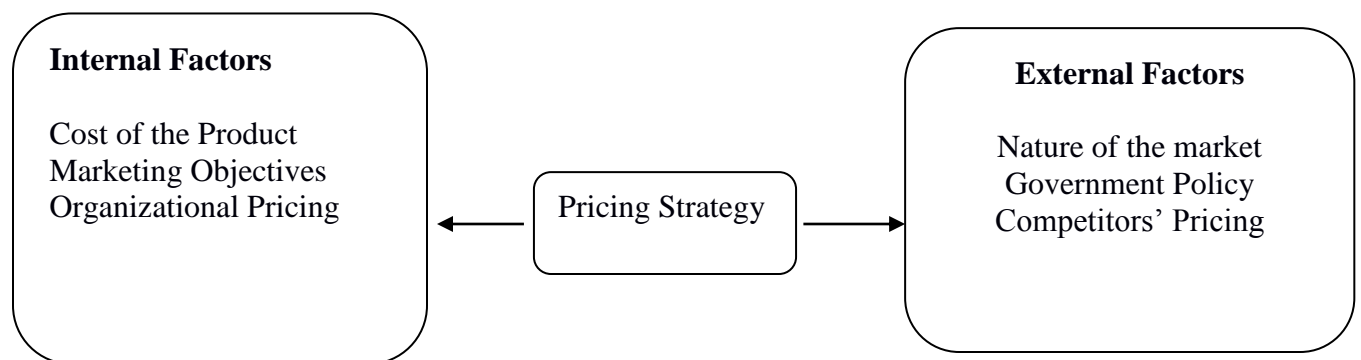 Internal Factors
Cost of the Product
Marketing Objectives
Organizational Pricing
Pricing Strategy
External Factors
Nature of the market
Government Policy
Competitors’ Pricing